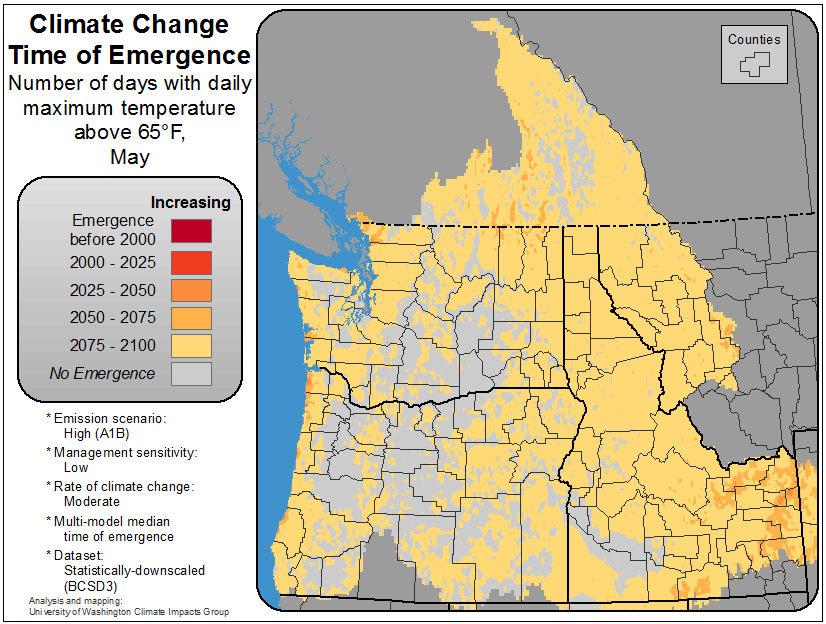 Climate Change
Time of Emergence
Number of days with daily
maximum temperature
above 65°F,
May
Increasing
Emergence
before 2000
2000 - 2025
2025 - 2050
2050 - 2075
2075 - 2100
No Emergence
* Emission scenario:
High (A1B)
* Management sensitivity:
Low
* Rate of climate change:
Moderate
* Multi-model median
time of emergence
* Dataset:
Statistically-downscaled
(BCSD3)
Analysis and mapping:
University of Washington Climate Impacts Group
Counties